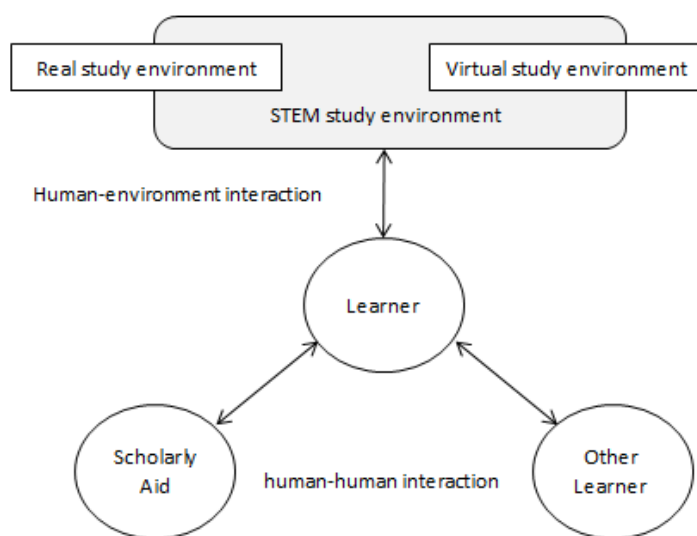 Real study environment
Virtual study environment
STEM study environment
Human-environment interaction
Learner
Scholarly
Aid
human-human interaction
Other
Learner